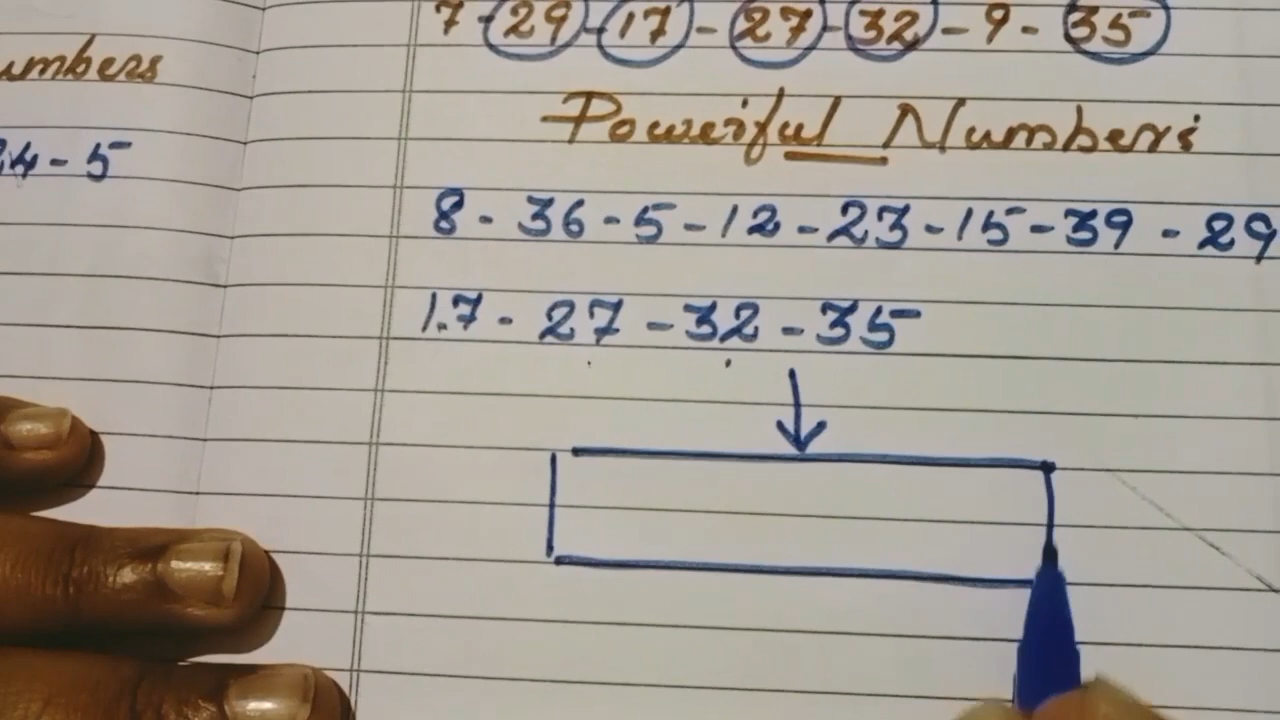 7 - 29 - 17 - 27 - 32 - 9 - 35
umbers
Powerful Numbers
24 - 5
8 - 36 - 5 - 12 - 23 - 15 - 39 - 29
17 - 27 - 32 - 35